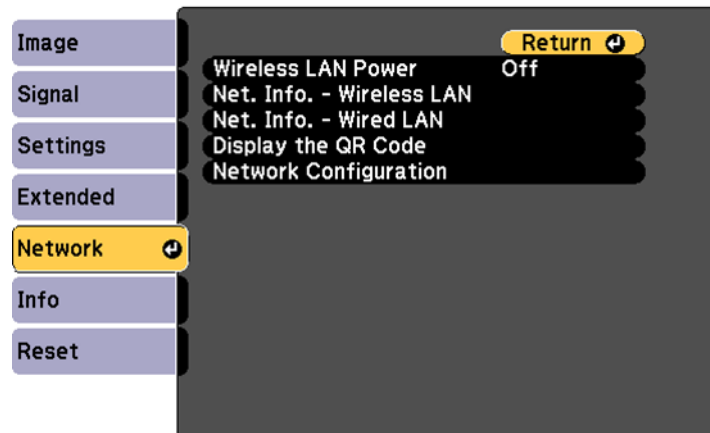 Image
Signal
Settings
Extended
Network
Info
Reset
Return
Wireless LAN Power Off
Net. Info. - Wireless LAN
Net. Info. - Wired LAN
Display the QR Code
Network Configuration